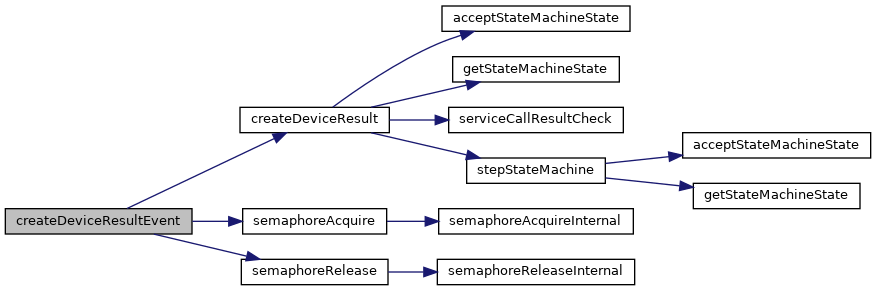 acceptStateMachineState
getStateMachineState
createDeviceResult
serviceCallResultCheck
acceptStateMachineState
stepStateMachine
getStateMachineState
createDeviceResultEvent
semaphoreAcquire
semaphoreAcquireInternal
semaphoreRelease
semaphoreReleaseInternal